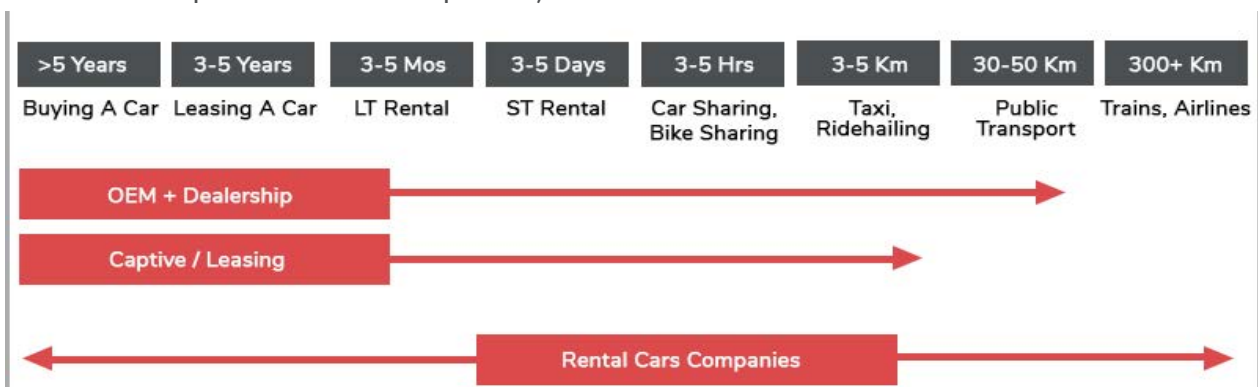 >5 Years 3-5 Years 3-5 Mos 3-5 Days 3-5 Hrs 3-5 Km 30-50 Km 300+ Km
Buying A Car Leasing A Car LT Rental ST Rental Car Sharing, Taxi, Public Trains, Airlines
Bike Sharing Ridehailing Transport
OEM + Dealership
Captive / Leasing
Rental Cars Companies